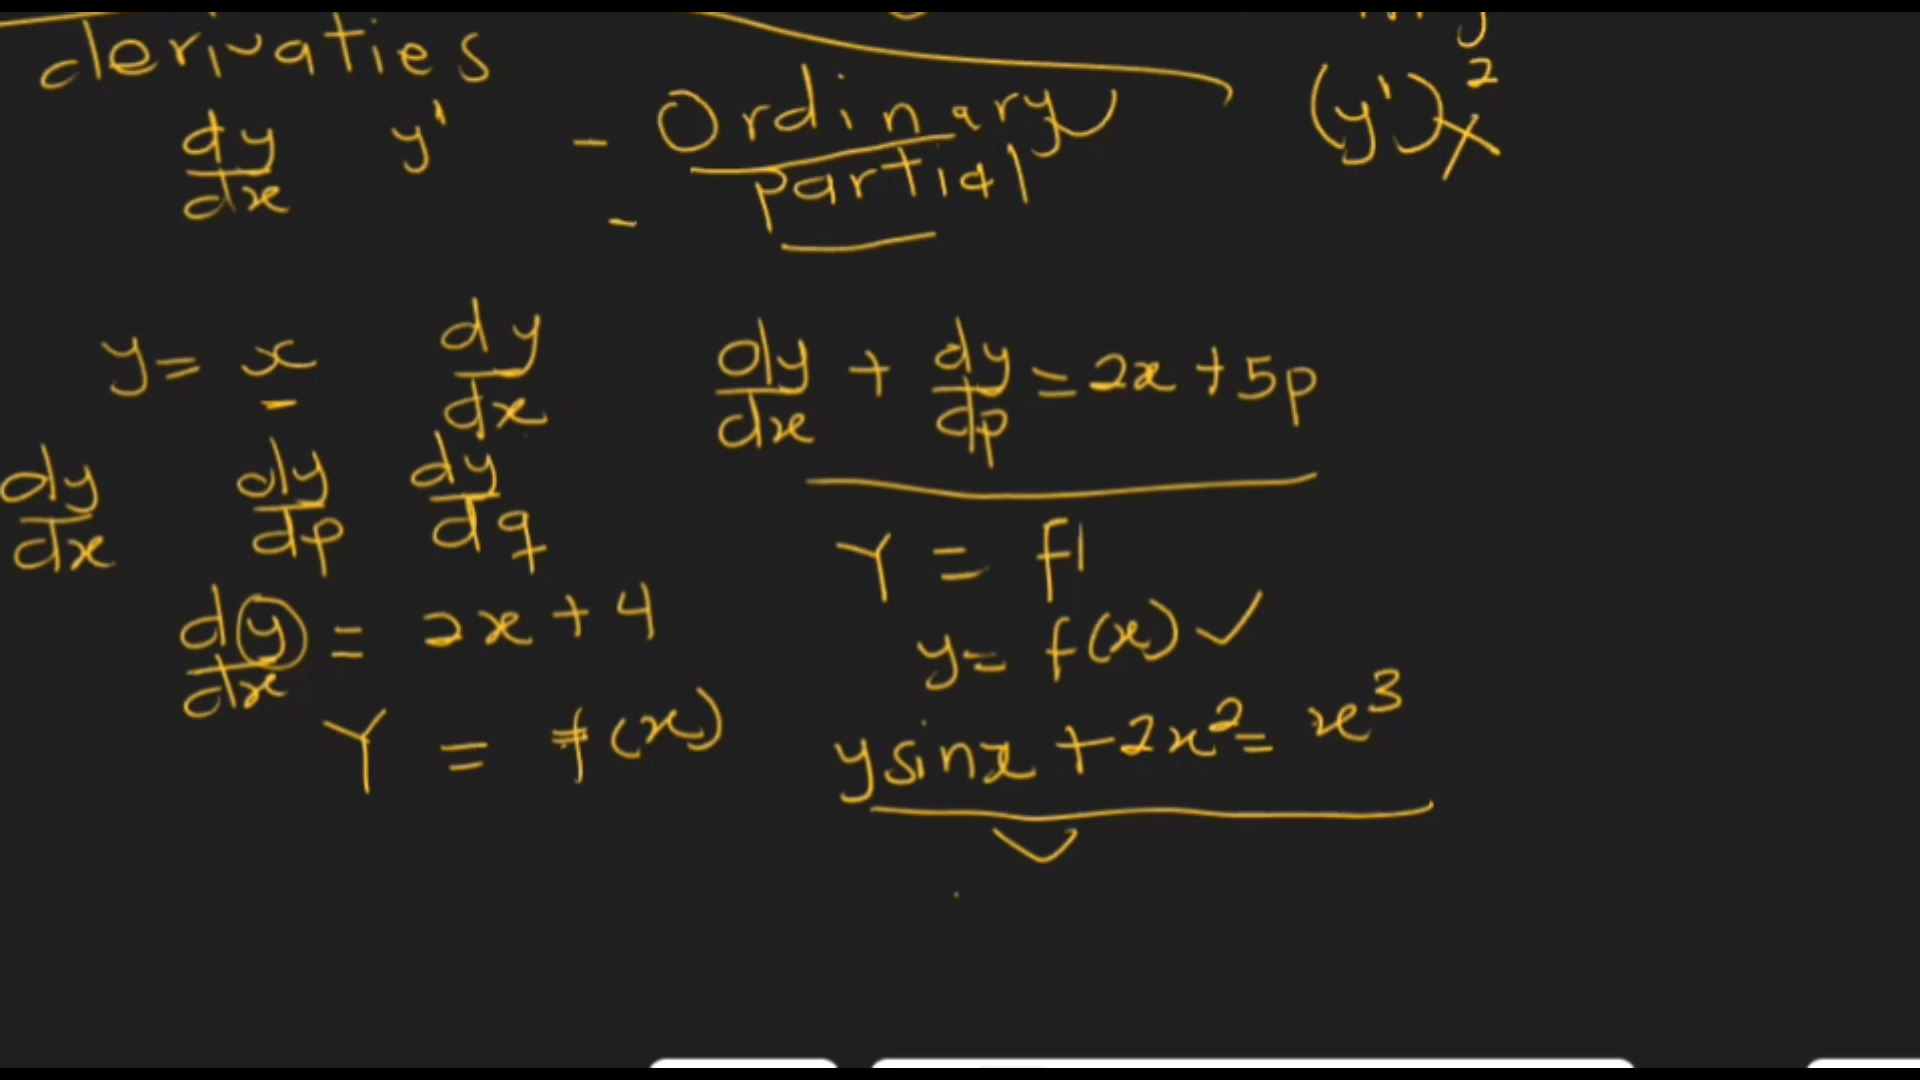 derivaties
dy/dx y' - Ordinary (y')²
- partial
y = x dy/dx dy/dx + dy/dp = 2x + 5p
dy/dx dy/dp dy/dq
Y = f
dy/dx = 2x + 4 y = f(x) ✓
Y = f(x) y sinx + 2x² = x³